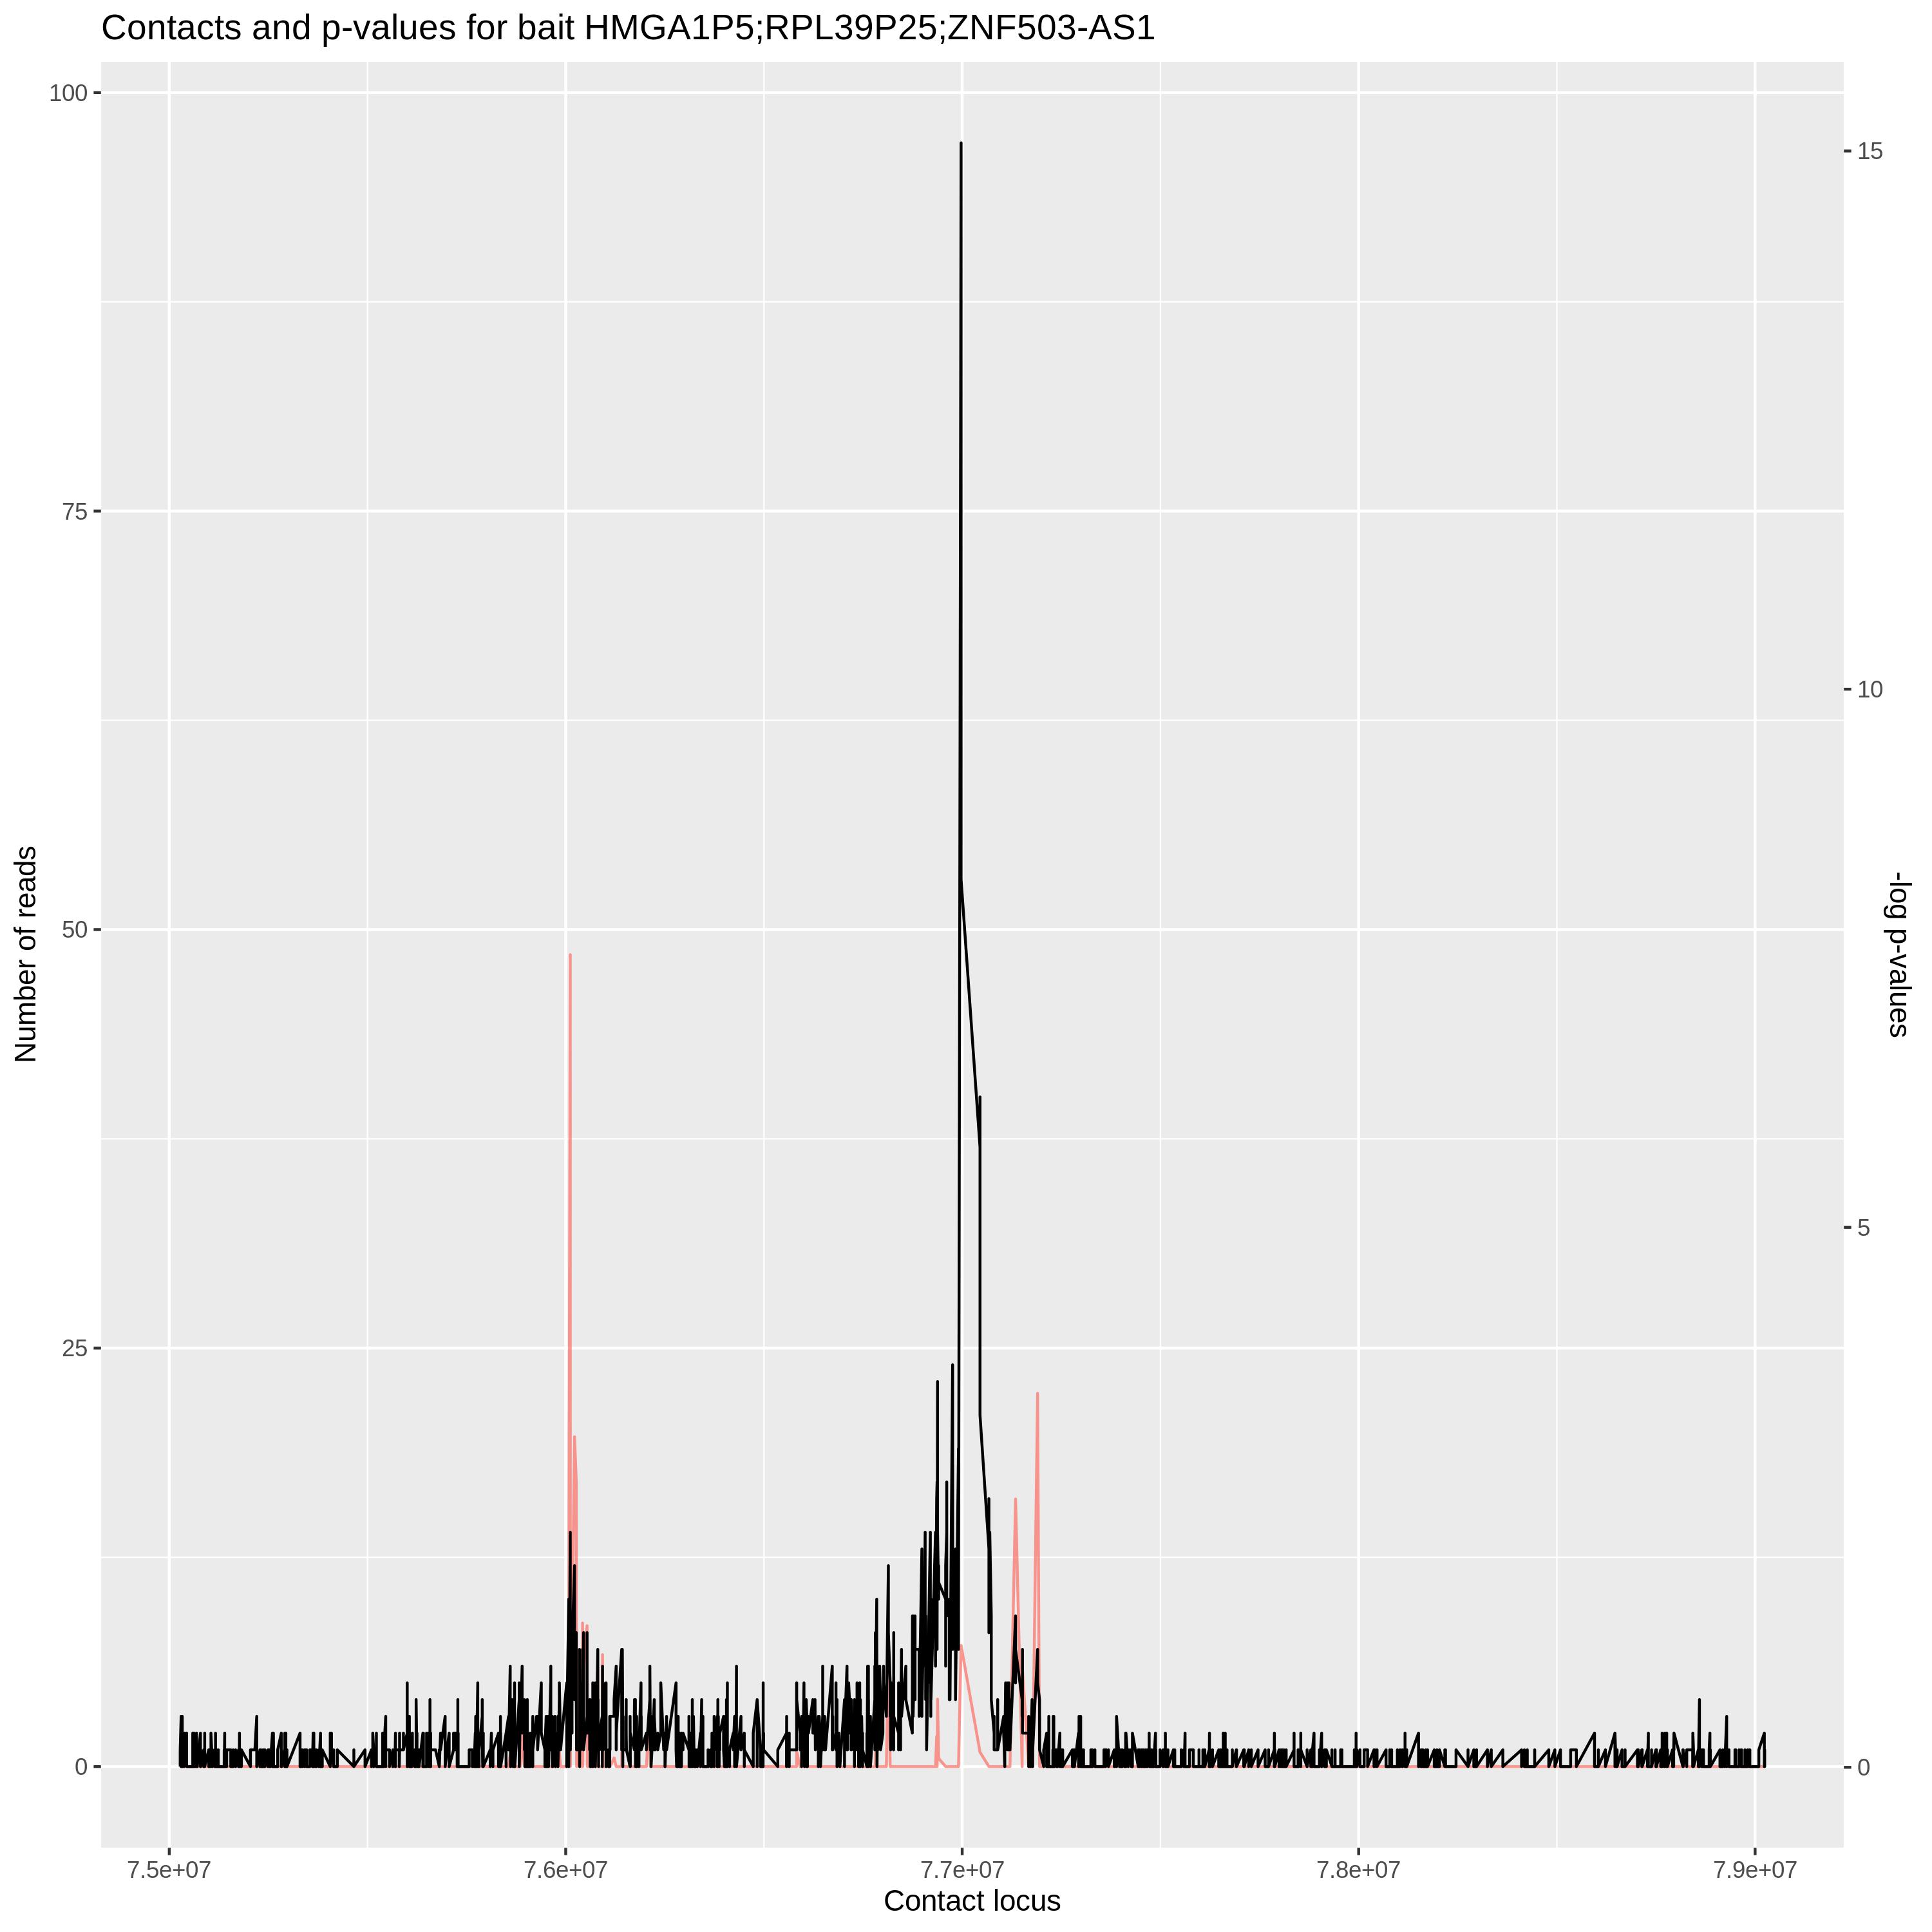 Contacts and p-values for bait HMGA1P5;RPL39P25;ZNF503-AS1
100
75
50
25
0
Number of reads
15
10
5
0
-log p-values
7.5e+07
7.6e+07
7.7e+07
7.8e+07
7.9e+07
Contact locus